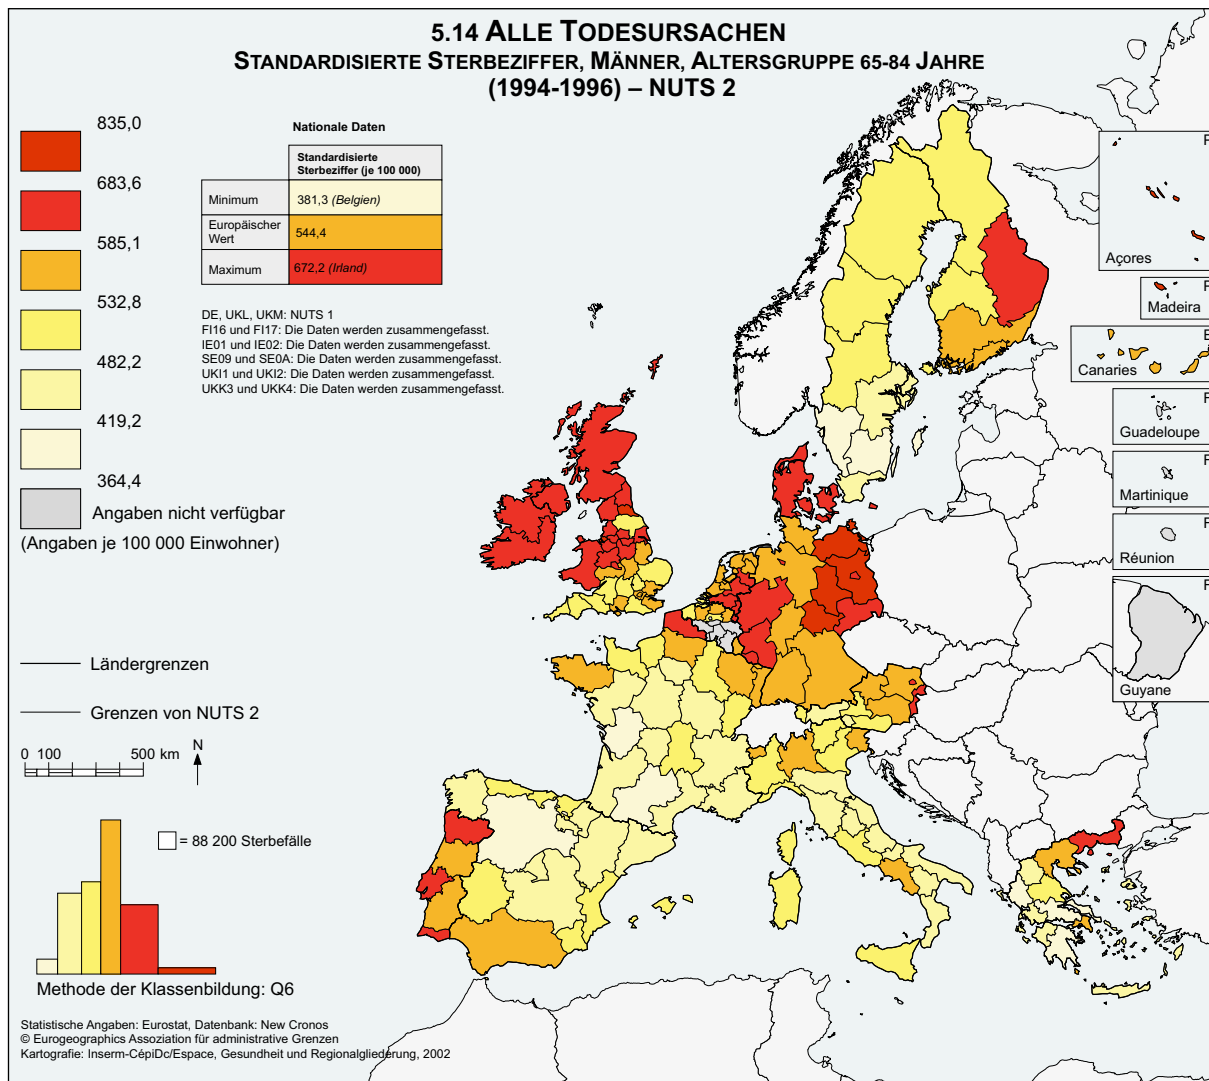 5.14 ALLE TODESURSACHEN
STANDARDISIERTE STERBEZIFFER, MÄNNER, ALTERSGRUPPE 65-84 JAHRE
(1994-1996) – NUTS 2
835,0
683,6
585,1
532,8
482,2
419,2
364,4
Angaben nicht verfügbar
(Angaben je 100 000 Einwohner)
Nationale Daten
Standardisierte
Sterbeziffer (je 100 000)
Minimum
381,3 (Belgien)
Europäischer
Wert
544,4
Maximum
672,2 (Irland)
DE, UKL, UKM: NUTS 1
FI16 und FI17: Die Daten werden zusammengefasst.
IE01 und IE02: Die Daten werden zusammengefasst.
SE09 und SE0A: Die Daten werden zusammengefasst.
UKI1 und UKI2: Die Daten werden zusammengefasst.
UKK3 und UKK4: Die Daten werden zusammengefasst.
F
Açores
F
Madeira
E
Canaries
F
Guadeloupe
F
Martinique
F
Réunion
F
Guyane
Ländergrenzen
Grenzen von NUTS 2
0 100 500 km
N
= 88 200 Sterbefälle
Methode der Klassenbildung: Q6
Statistische Angaben: Eurostat, Datenbank: New Cronos
© Eurogeographics Assoziation für administrative Grenzen
Kartografie: Inserm-CépiDc/Espace, Gesundheit und Regionalgliederung, 2002